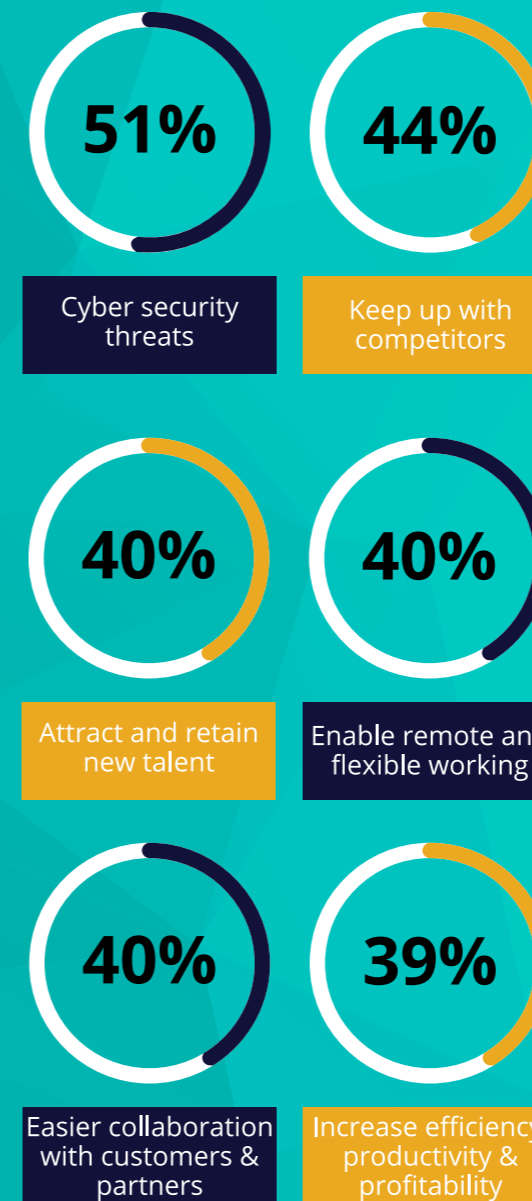 51%
44%
Cyber security
threats
Keep up with
competitors
40%
40%
Attract and retain
new talent
Enable remote an
flexible working
40%
39%
Easier collaboration
with customers &
partners
Increase efficiency
productivity &
profitability